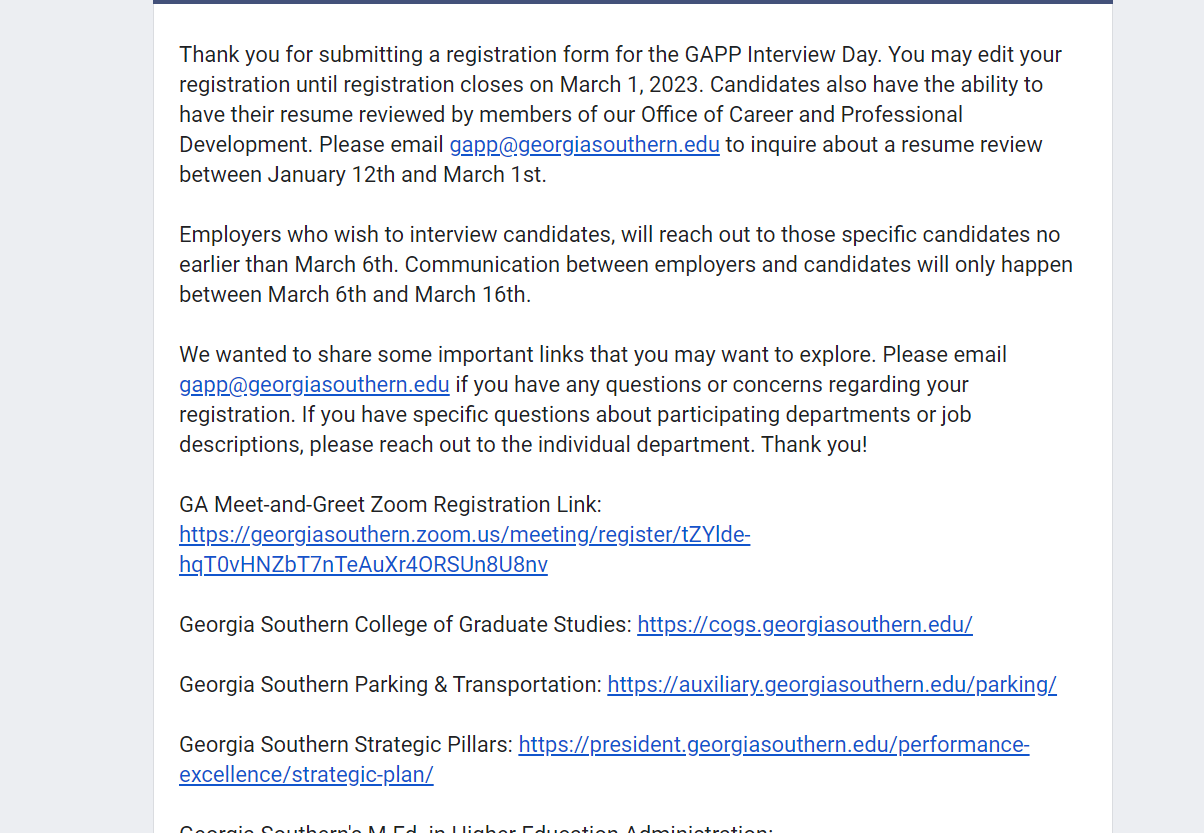 Thank you for submitting a registration form for the GAPP Interview Day. You may edit your
registration until registration closes on March 1, 2023. Candidates also have the ability to
have their resume reviewed by members of our Office of Career and Professional
Development. Please email gapp@georgiasouthern.edu to inquire about a resume review
between January 12th and March 1st.
Employers who wish to interview candidates, will reach out to those specific candidates no
earlier than March 6th. Communication between employers and candidates will only happen
between March 6th and March 16th.
We wanted to share some important links that you may want to explore. Please email
gapp@georgiasouthern.edu if you have any questions or concerns regarding your
registration. If you have specific questions about participating departments or job
descriptions, please reach out to the individual department. Thank you!
GA Meet-and-Greet Zoom Registration Link:
https://georgiasouthern.zoom.us/meeting/register/tZYlde-
hqT0vHNZbT7nTeAuXr4ORSUn8U8nv
Georgia Southern College of Graduate Studies: https://cogs.georgiasouthern.edu/
Georgia Southern Parking & Transportation: https://auxiliary.georgiasouthern.edu/parking/
Georgia Southern Strategic Pillars: https://president.georgiasouthern.edu/performance-
excellence/strategic-plan/
Georgia Southern's M.Ed. in Higher Education Administration: